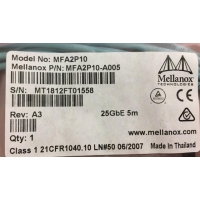 Model No: MFA2P10
Mellanox P/N: MFA2P10-A005
S/N: MT1812FT01558
Mellanox
TECHNOLOGIES
Rev: A3
25GbE 5m
Qty: 1
www.mellanox.com
Made in Thailand
Class 1 21CFR1040.10 LN#50 06/2007